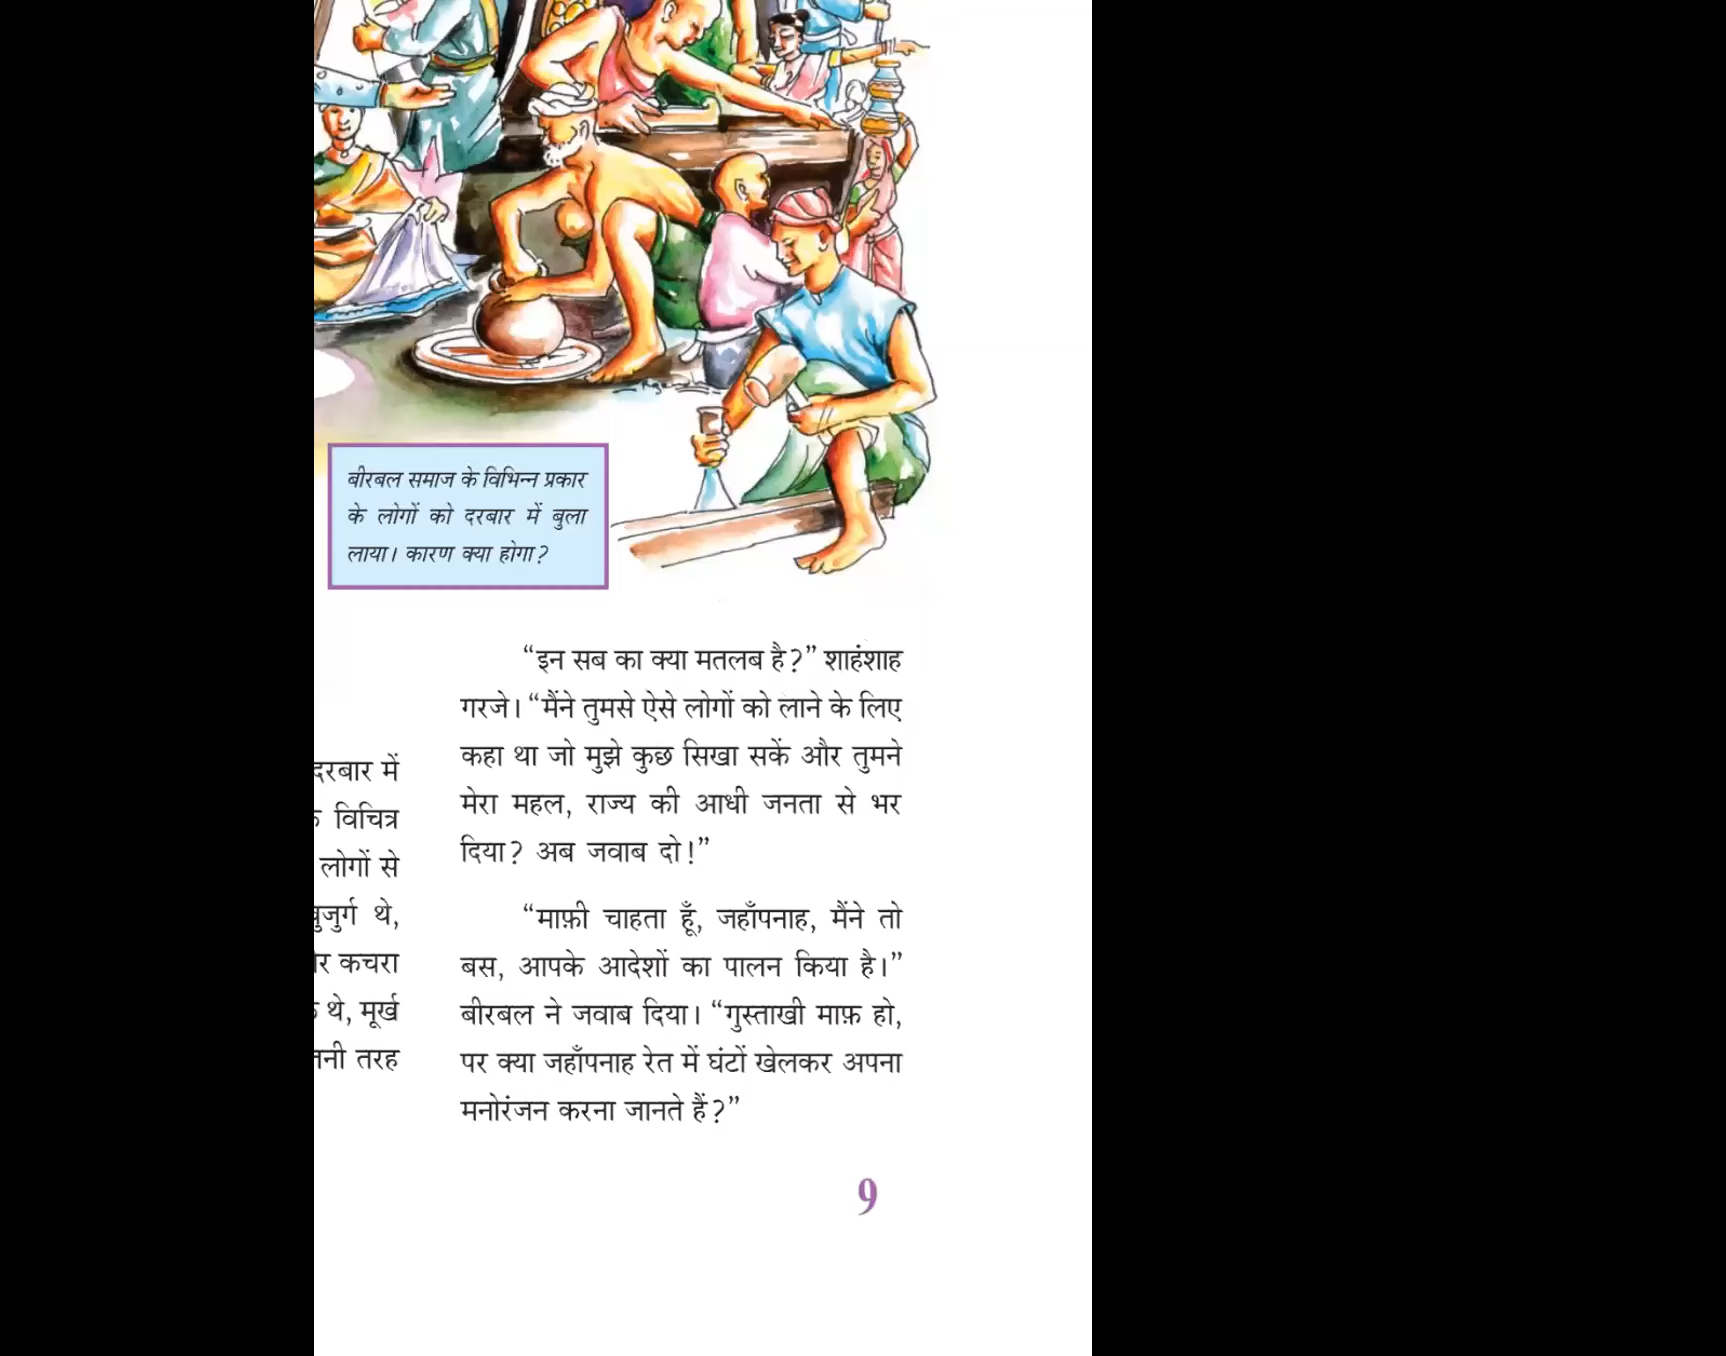 बीरबल समाज के विभिन्न प्रकार
के लोगों को दरबार में बुला
लाया। कारण क्या होगा?
दरबार में
विचित्र
लोगों से
बुजुर्ग थे,
कचरा
थे, मूर्ख
तरह
“इन सब का क्या मतलब है?” शाहंशाह
गरजे। “मैंने तुमसे ऐसे लोगों को लाने के लिए
कहा था जो मुझे कुछ सिखा सकें और तुमने
मेरा महल, राज्य की आधी जनता से भर
दिया? अब जवाब दो!”
“माफ़ी चाहता हूँ, जहाँपनाह, मैंने तो
बस, आपके आदेशों का पालन किया है।”
बीरबल ने जवाब दिया। “गुस्ताखी माफ़ हो,
पर क्या जहाँपनाह रेत में घंटों खेलकर अपना
मनोरंजन करना जानते हैं?”
9